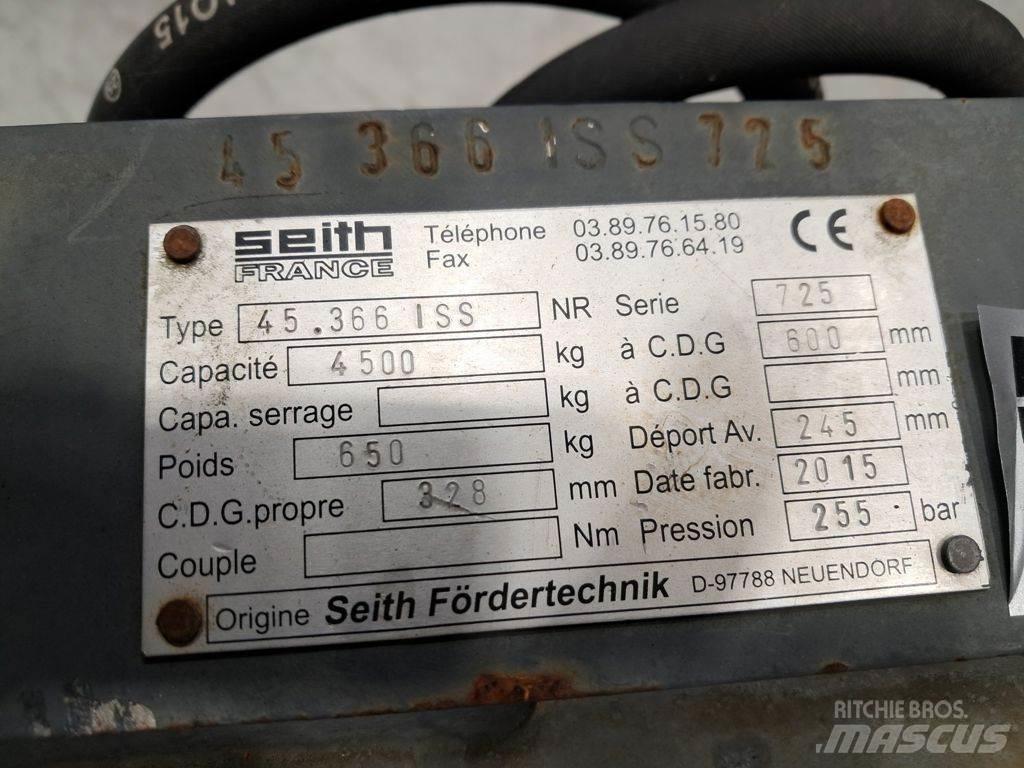 1Q15
45 366 ISS 725
seith FRANCE
Téléphone 03.89.76.15.80
Fax 03.89.76.64.19
CE
Type 45.366 ISS NR Serie 725
Capacité 4500 kg à C.D.G 600 mm
Capa. serrage kg à C.D.G mm
Poids 650 kg Déport Av. 245 mm
C.D.G.propre 328 mm Date fabr. 2015
Couple Nm Pression 255 bar
Origine Seith Fördertechnik D-97788 NEUENDORF
RITCHIE BROS.
MASCUS